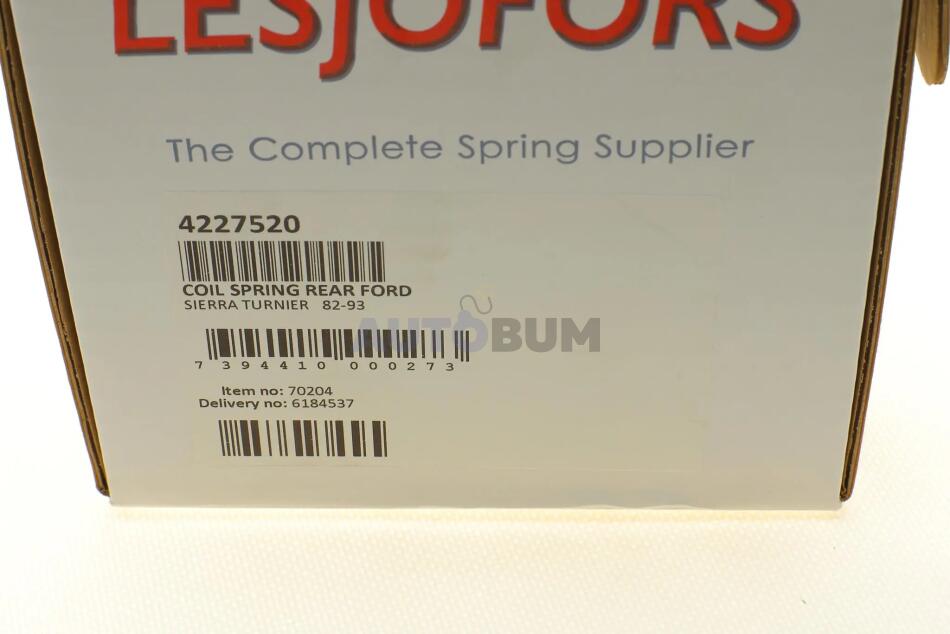 LESJÖFORS
The Complete Spring Supplier
4227520
COIL SPRING REAR FORD
SIERRA TURNIER 82-93
AUTOBUM
7 394410 000273
Item no: 70204
Delivery no: 6184537